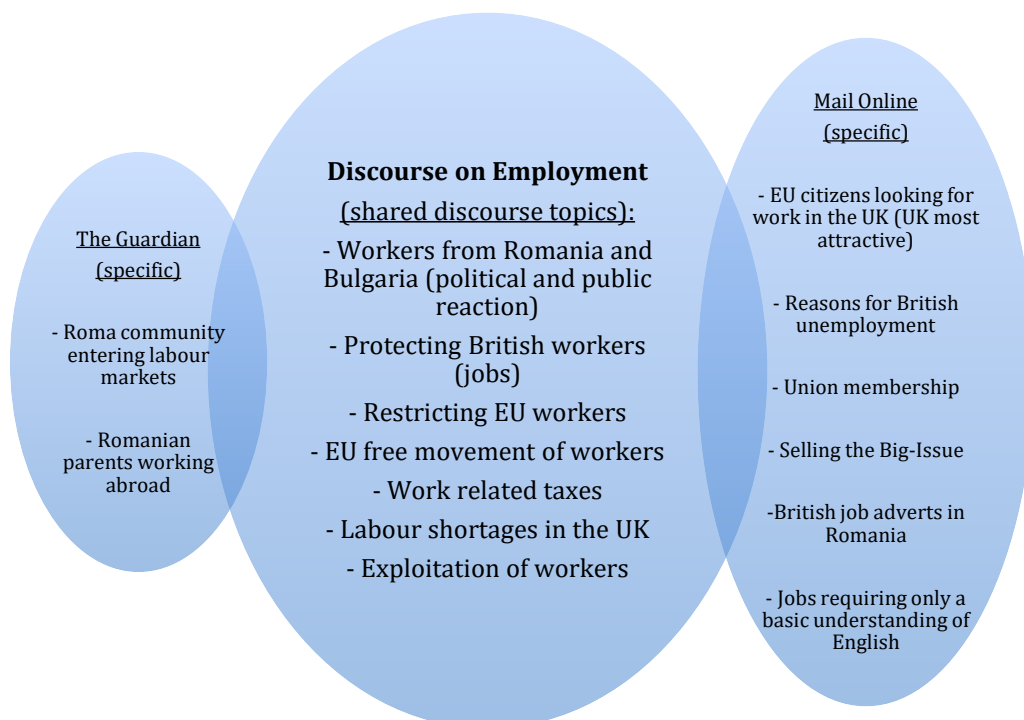 The Guardian
(specific)
- Roma community
entering labour
markets
- Romanian
parents working
abroad
Discourse on Employment
(shared discourse topics):
- Workers from Romania and
Bulgaria (political and public
reaction)
- Protecting British workers
(jobs)
- Restricting EU workers
- EU free movement of workers
- Work related taxes
- Labour shortages in the UK
- Exploitation of workers
Mail Online
(specific)
- EU citizens looking for
work in the UK (UK most
attractive)
- Reasons for British
unemployment
- Union membership
- Selling the Big-Issue
-British job adverts in
Romania
- Jobs requiring only a
basic understanding of
English